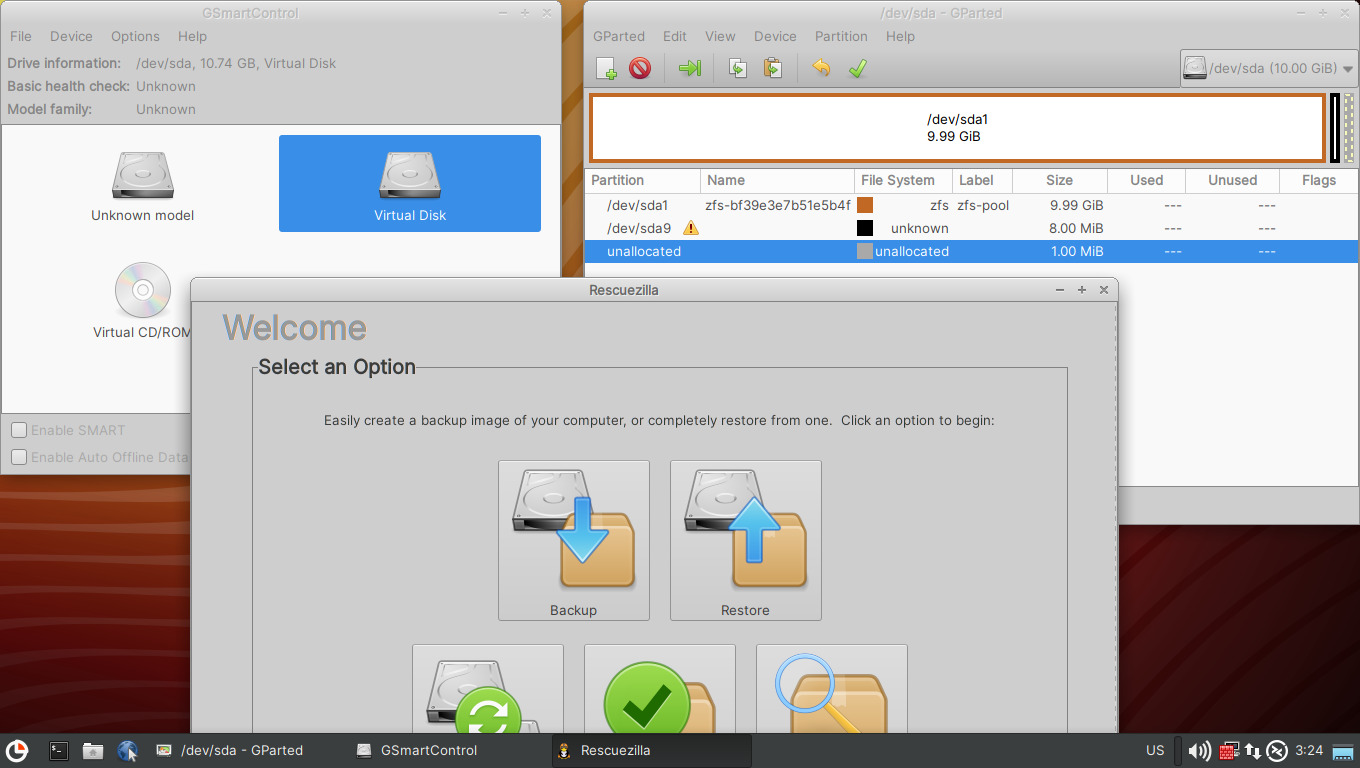 GSmartControl
File Device Options Help
Drive information: /dev/sda, 10.74 GB, Virtual Disk
Basic health check: Unknown
Model family: Unknown
Unknown model
Virtual Disk
Virtual CD/ROM
Enable SMART
Enable Auto Offline Data
/dev/sda - GParted
GParted Edit View Device Partition Help
/dev/sda (10.00 GiB)
/dev/sda1
9.99 GiB
Partition Name File System Label Size Used Unused Flags
/dev/sda1 zfs-bf39e3e7b51e5b4f zfs zfs-pool 9.99 GiB --- ---
/dev/sda9 unknown 8.00 MiB --- ---
unallocated unallocated 1.00 MiB --- ---
Rescuezilla
Welcome
Select an Option
Easily create a backup image of your computer, or completely restore from one. Click an option to begin:
Backup
Restore
/dev/sda - GParted GSmartControl Rescuezilla US 3:24